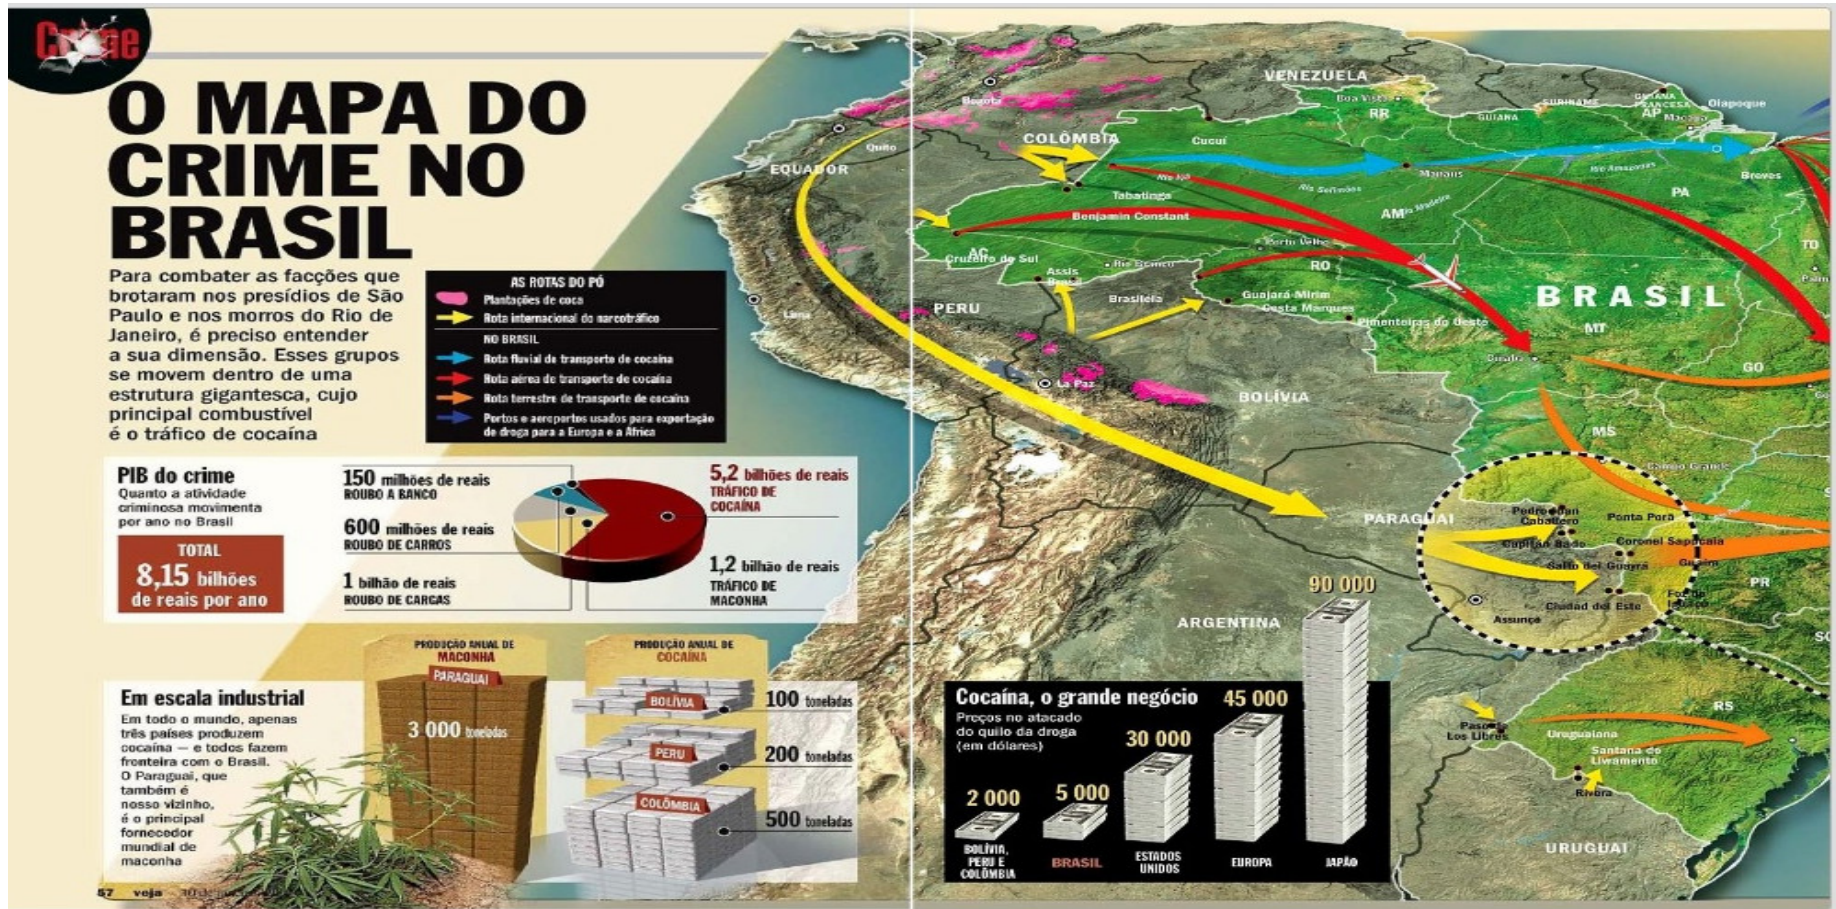 Crime
O MAPA DO
CRIME NO
BRASIL
Para combater as facções que
brotaram nos presídios de São
Paulo e nos morros do Rio de
Janeiro, é preciso entender
a sua dimensão. Esses grupos
se movem dentro de uma
estrutura gigantesca, cujo
principal combustível
é o tráfico de cocaína
AS ROTAS DO PÓ
Plantações de coca
Rota internacional do narcotráfico
NO BRASIL
Rota fluvial de transporte de cocaína
Rota aérea de transporte de cocaína
Rota terrestre de transporte de cocaína
Portos e aeroportos usados para exportação
de droga para a Europa e a África
PIB do crime
Quanto a atividade
criminosa movimenta
por ano no Brasil
TOTAL
8,15 bilhões
de reais por ano
150 milhões de reais
ROUBO A BANCO
600 milhões de reais
ROUBO DE CARROS
1 bilhão de reais
ROUBO DE CARGAS
5,2 bilhões de reais
TRÁFICO DE
COCAÍNA
1,2 bilhão de reais
TRÁFICO DE
MACONHA
Em escala industrial
Em todo o mundo, apenas
três países produzem
cocaína — e todos fazem
fronteira com o Brasil.
O Paraguai, que
também é
nosso vizinho,
é o principal
fornecedor
mundial de
maconha
PRODUÇÃO ANUAL DE
MACONHA
PARAGUAI
3 000 toneladas
PRODUÇÃO ANUAL DE
COCAÍNA
BOLÍVIA
100 toneladas
PERU
200 toneladas
COLÔMBIA
500 toneladas
57 veja
Cocaína, o grande negócio
Preços no atacado
do quilo da droga
(em dólares)
2 000
BOLÍVIA,
PERU E
COLÔMBIA
5 000
BRASIL
30 000
ESTADOS
UNIDOS
45 000
EUROPA
90 000
JAPÃO
VENEZUELA
Bogotá
Boa Vista
RR
SURINAME
GUIANA
FRANCESA
Oiapoque
AP
Macapá
GUIANA
COLÔMBIA
Cucuí
Quito
EQUADOR
Rio Içá
Manaus
Rio Amazonas
Breves
Rio Solimões
PA
Tabatinga
Benjamin Constant
AM
Rio Madeira
AC
Cruzeiro do Sul
Porto Velho
TO
Rio Branco
RO
Assis
Brasil
Brasiléia
Guajará-Mirim
Costa Marques
BRASIL
Lima
PERU
Pimenteiras do Oeste
MT
Cuiabá
GO
La Paz
BOLÍVIA
MS
Campo Grande
PARAGUAI
Pedro Juan
Caballero
Ponta Porã
Capitán Bado
Coronel Sapucaia
Salto del Guayrá
Guaíra
PR
Ciudad del Este
Foz do
Iguaçu
Assunção
ARGENTINA
SC
RS
Paso de
Los Libres
Uruguaiana
Santana do
Livramento
Rivera
URUGUAI